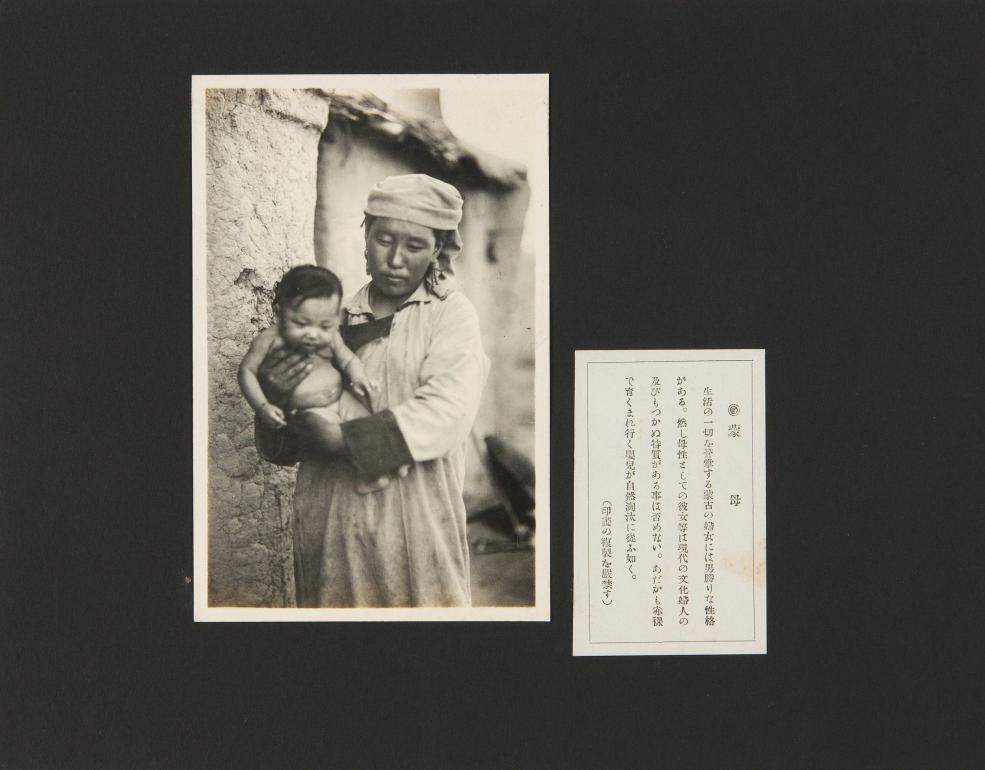 蒙 母
生活の一切を管掌する蒙古の婦女には男勝りな性格
がある。然し母性としての彼女等は現代の文化婦人の
及びもつかぬ特質がある事は否めない。あだかも赤裸
で育くまれ行く嬰児が自然淘汰に從ふ如く。
(印畫の複製を嚴禁す)